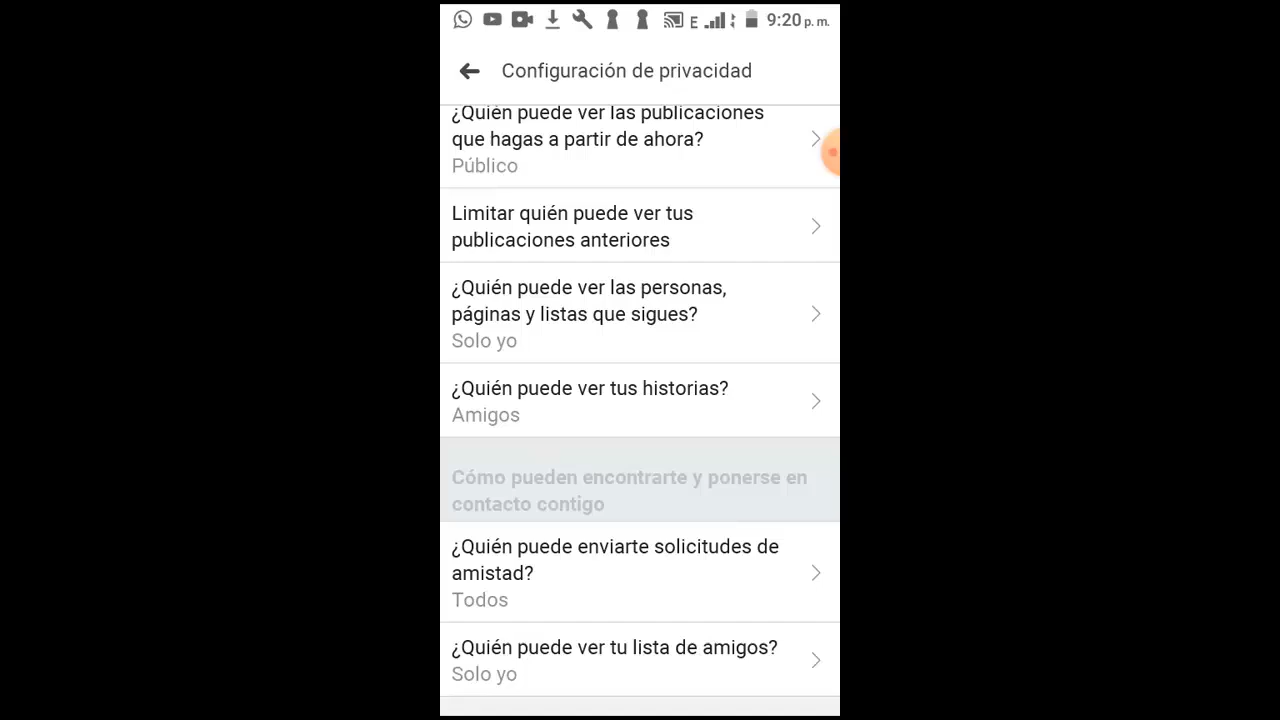 E 9:20 p. m.
Configuración de privacidad
¿Quién puede ver las publicaciones
que hagas a partir de ahora?
Público
Limitar quién puede ver tus
publicaciones anteriores
¿Quién puede ver las personas,
páginas y listas que sigues?
Solo yo
¿Quién puede ver tus historias?
Amigos
Cómo pueden encontrarte y ponerse en
contacto contigo
¿Quién puede enviarte solicitudes de
amistad?
Todos
¿Quién puede ver tu lista de amigos?
Solo yo